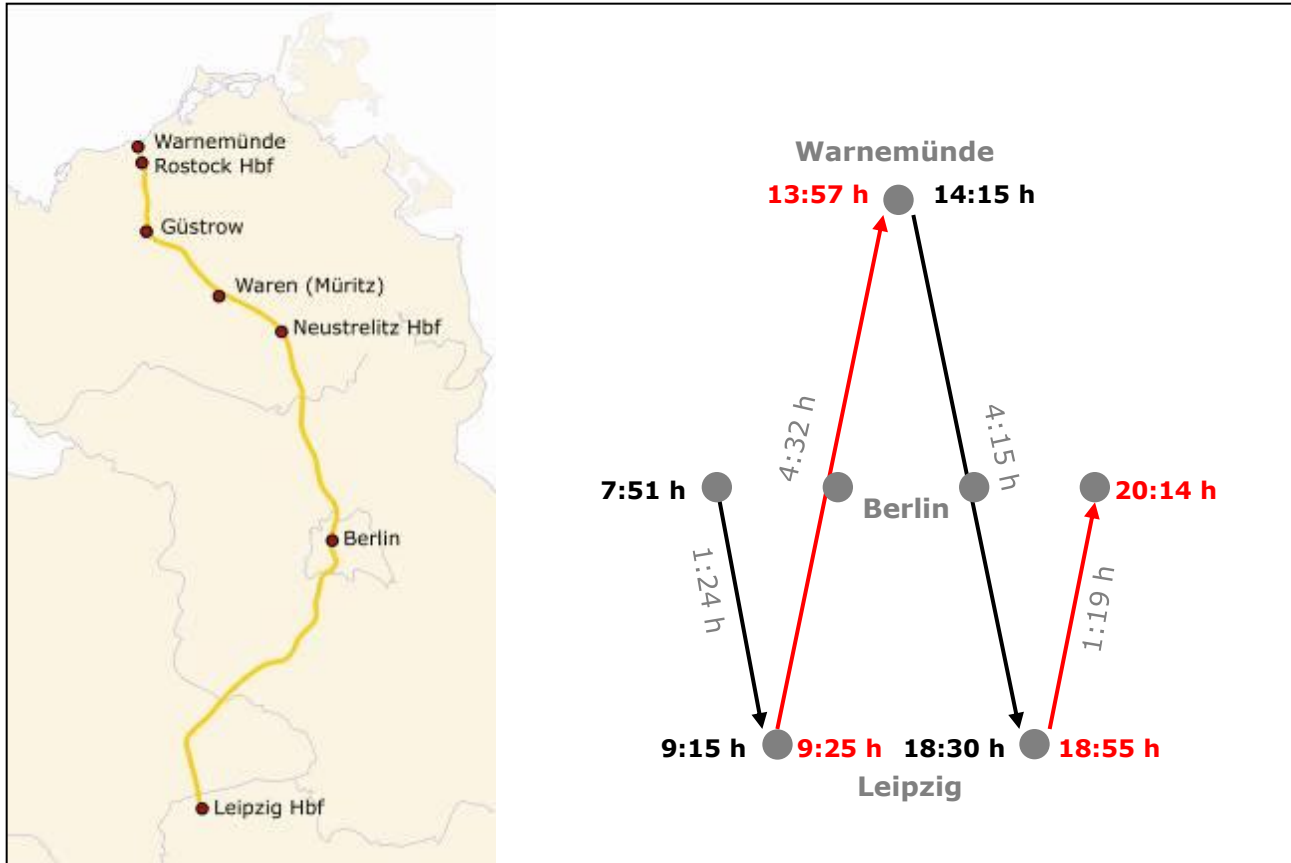 Warnemünde
Rostock Hbf
Güstrow
Waren (Müritz)
Neustrelitz Hbf
Berlin
Leipzig Hbf
Warnemünde
13:57 h
14:15 h
4:32 h
4:15 h
7:51 h
Berlin
20:14 h
1:24 h
1:19 h
9:15 h
9:25 h
18:30 h
18:55 h
Leipzig